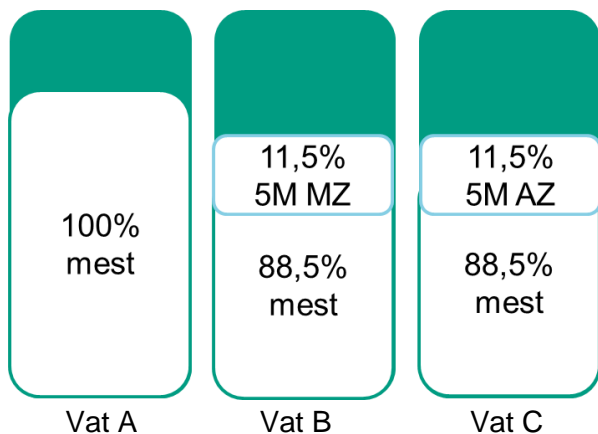 100%
mest
11,5%
5M MZ
88,5%
mest
11,5%
5M AZ
88,5%
mest
Vat A
Vat B
Vat C